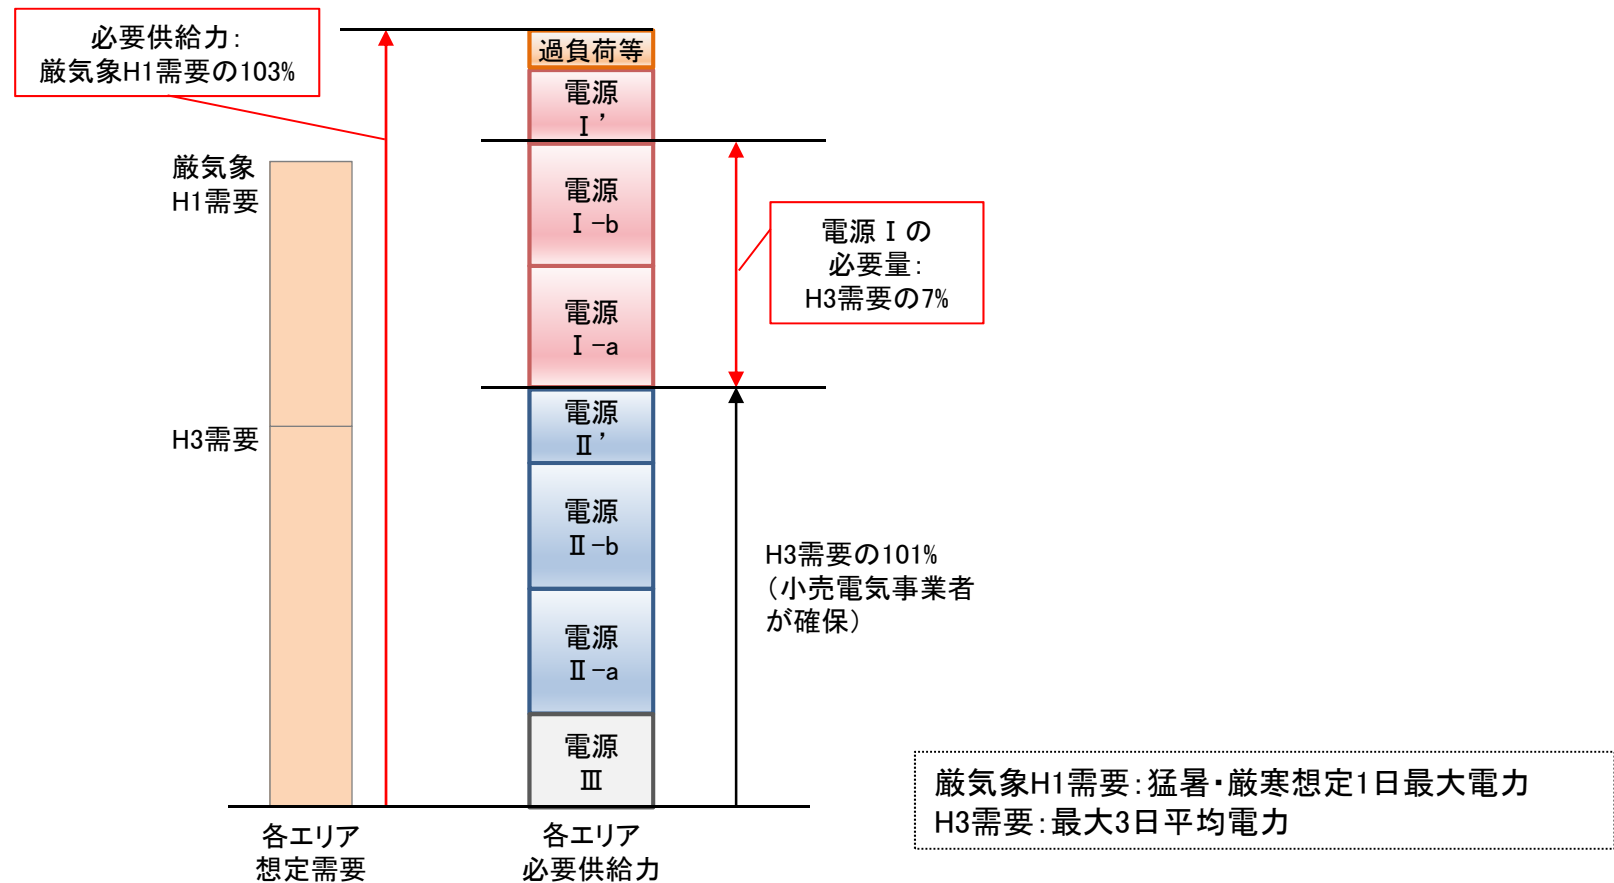 必要供給力：
厳気象H1需要の103%
厳気象
H1需要
H3需要
過負荷等
電源
Ⅰ’
電源
Ⅰ-b
電源
Ⅰ-a
電源
Ⅱ’
電源
Ⅱ-b
電源
Ⅱ-a
電源
Ⅲ
電源Ⅰの
必要量：
H3需要の7%
H3需要の101%
（小売電気事業者
が確保）
各エリア
想定需要
各エリア
必要供給力
厳気象H1需要：猛暑・厳寒想定1日最大電力
H3需要：最大3日平均電力